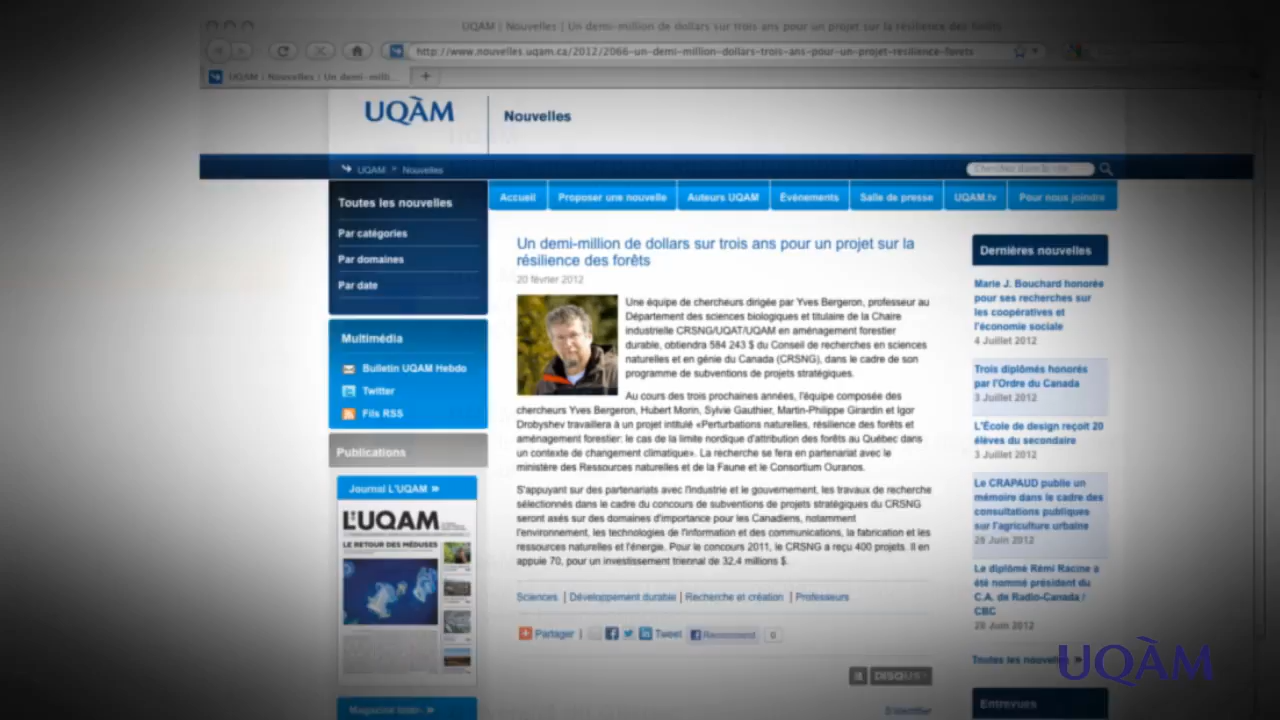 UQAM | Nouvelles | Un demi-million de dollars sur trois ans pour un projet sur la résilience des forêts
http://www.nouvelles.uqam.ca/2012/2066-un-demi-million-dollars-trois-ans-pour-un-projet-resilience-forets
UQAM | Nouvelles | Un demi-milli...
UQÀM
Nouvelles
UQAM > Nouvelles
Accueil
Proposer une nouvelle
Auteurs UQAM
Événements
Salle de presse
UQAM.tv
Pour nous joindre
Toutes les nouvelles
Par catégories
Par domaines
Par date
Multimédia
Bulletin UQAM Hebdo
Twitter
Fils RSS
Publications
Journal L'UQAM »
L'UQAM
LE RETOUR DES MÉDUSES
Un demi-million de dollars sur trois ans pour un projet sur la
résilience des forêts
20 février 2012
Une équipe de chercheurs dirigée par Yves Bergeron, professeur au
Département des sciences biologiques et titulaire de la Chaire
industrielle CRSNG/UQAT/UQAM en aménagement forestier
durable, obtiendra 584 243 $ du Conseil de recherches en sciences
naturelles et en génie du Canada (CRSNG), dans le cadre de son
programme de subventions de projets stratégiques.
Au cours des trois prochaines années, l'équipe composée des
chercheurs Yves Bergeron, Hubert Morin, Sylvie Gauthier, Martin-Philippe Girardin et Igor
Drobyshev travaillera à un projet intitulé «Perturbations naturelles, résilience des forêts et
aménagement forestier: le cas de la limite nordique d'attribution des forêts au Québec dans
un contexte de changement climatique». La recherche se fera en partenariat avec le
ministère des Ressources naturelles et de la Faune et le Consortium Ouranos.
S'appuyant sur des partenariats avec l'industrie et le gouvernement, les travaux de recherche
sélectionnés dans le cadre du concours de subventions de projets stratégiques du CRSNG
seront axés sur des domaines d'importance pour les Canadiens, notamment
l'environnement, les technologies de l'information et des communications, la fabrication et les
ressources naturelles et l'énergie. Pour le concours 2011, le CRSNG a reçu 400 projets. Il en
appuie 70, pour un investissement triennal de 32,4 millions $.
Sciences | Développement durable | Recherche et création | Professeurs
Partager | Tweet Recommend 0
DISQUS
S'identifier
Dernières nouvelles
Marie J. Bouchard honorée
pour ses recherches sur
les coopératives et
l'économie sociale
4 Juillet 2012
Trois diplômés honorés
par l'Ordre du Canada
3 Juillet 2012
L'École de design reçoit 20
élèves du secondaire
3 Juillet 2012
Le CRAPAUD publie un
mémoire dans le cadre des
consultations publiques
sur l'agriculture urbaine
28 Juin 2012
Le diplômé Rémi Racine a
été nommé président du
C.A. de Radio-Canada /
CBC
28 Juin 2012
Toutes les nouvelles »
Entrevues
UQÀM